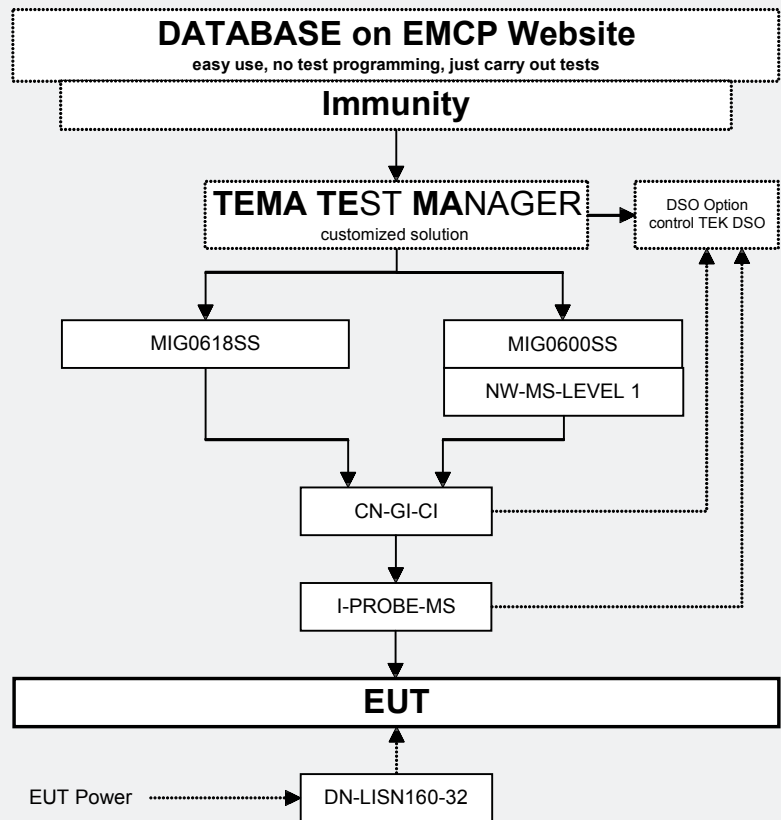 DATABASE on EMCP Website
easy use, no test programming, just carry out tests
Immunity
TEMA TEST MANAGER
customized solution
DSO Option
control TEK DSO
MIG0618SS
MIG0600SS
NW-MS-LEVEL 1
CN-GI-CI
I-PROBE-MS
EUT
EUT Power
DN-LISN160-32